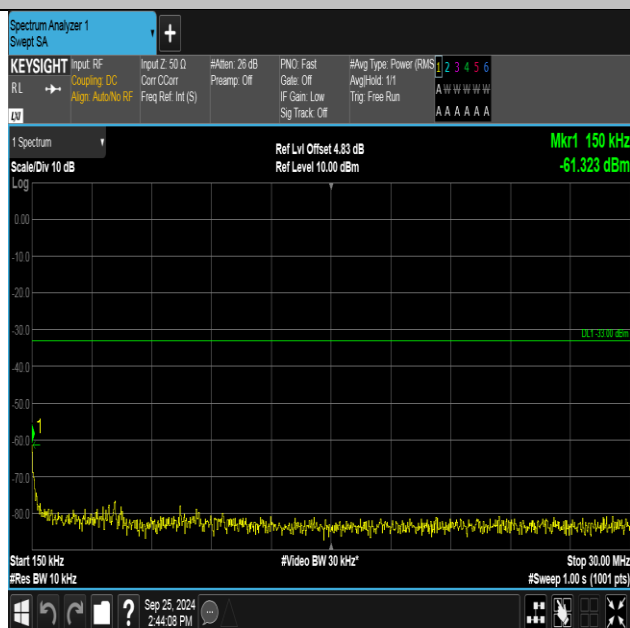 Spectrum Analyzer 1
Swept SA
+
KEYSIGHT
RL
LXI
Input: RF
Coupling: DC
Align: Auto/No RF
Input Z: 50 Ω
Corr CCorr
Freq Ref: Int (S)
#Atten: 26 dB
Preamp: Off
PNO: Fast
Gate: Off
IF Gain: Low
Sig Track: Off
#Avg Type: Power (RMS
Avg|Hold: 1/1
Trig: Free Run
1 2 3 4 5 6
A W W W W W
A A A A A A
1 Spectrum
Scale/Div 10 dB
Log
Ref Lvl Offset 4.83 dB
Ref Level 10.00 dBm
Mkr1 150 kHz
-61.323 dBm
0.00
-10.0
-20.0
-30.0
DL1 -33.00 dBm
-40.0
-50.0
1
-60.0
-70.0
-80.0
Start 150 kHz
#Res BW 10 kHz
#Video BW 30 kHz*
Stop 30.00 MHz
#Sweep 1.00 s (1001 pts)
?
Sep 25, 2024
2:44:08 PM